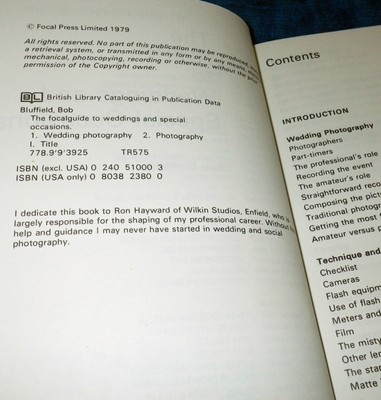 © Focal Press Limited 1979
All rights reserved. No part of this publication may be reproduced,
a retrieval system, or transmitted in any form or by any means,
mechanical, photocopying, recording or otherwise, without the
permission of the Copyright owner.
BL British Library Cataloguing in Publication Data
Bluffield, Bob
The focalguide to weddings and special
occasions.
1. Wedding photography 2. Photography
I. Title
778.9'9'3925 TR575
ISBN (excl. USA) 0 240 51000 3
ISBN (USA only) 0 8038 2380 0
I dedicate this book to Ron Hayward of Wilkin Studios, Enfield, who is
largely responsible for the shaping of my professional career. Without
help and guidance I may never have started in wedding and social
photography.
Contents
INTRODUCTION
Wedding Photography
Photographers
Part-timers
The professional's role
Recording the event
The amateur's role
Straightforward
Composing the
Traditional
Getting the most
Amateur versus
Technique and
Checklist
Cameras
Flash
Use of flash
Meters and
Film
The misty
Other
The
Matte